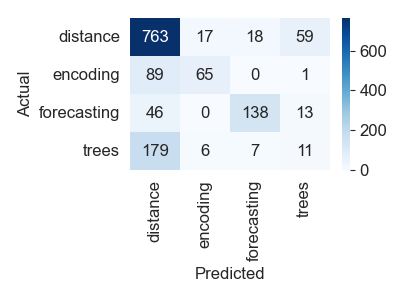 distance 763 17 18 59
encoding 89 65 0 1
forecasting 46 0 138 13
trees 179 6 7 11
distance encoding forecasting trees
Predicted
Actual
600
400
200
0